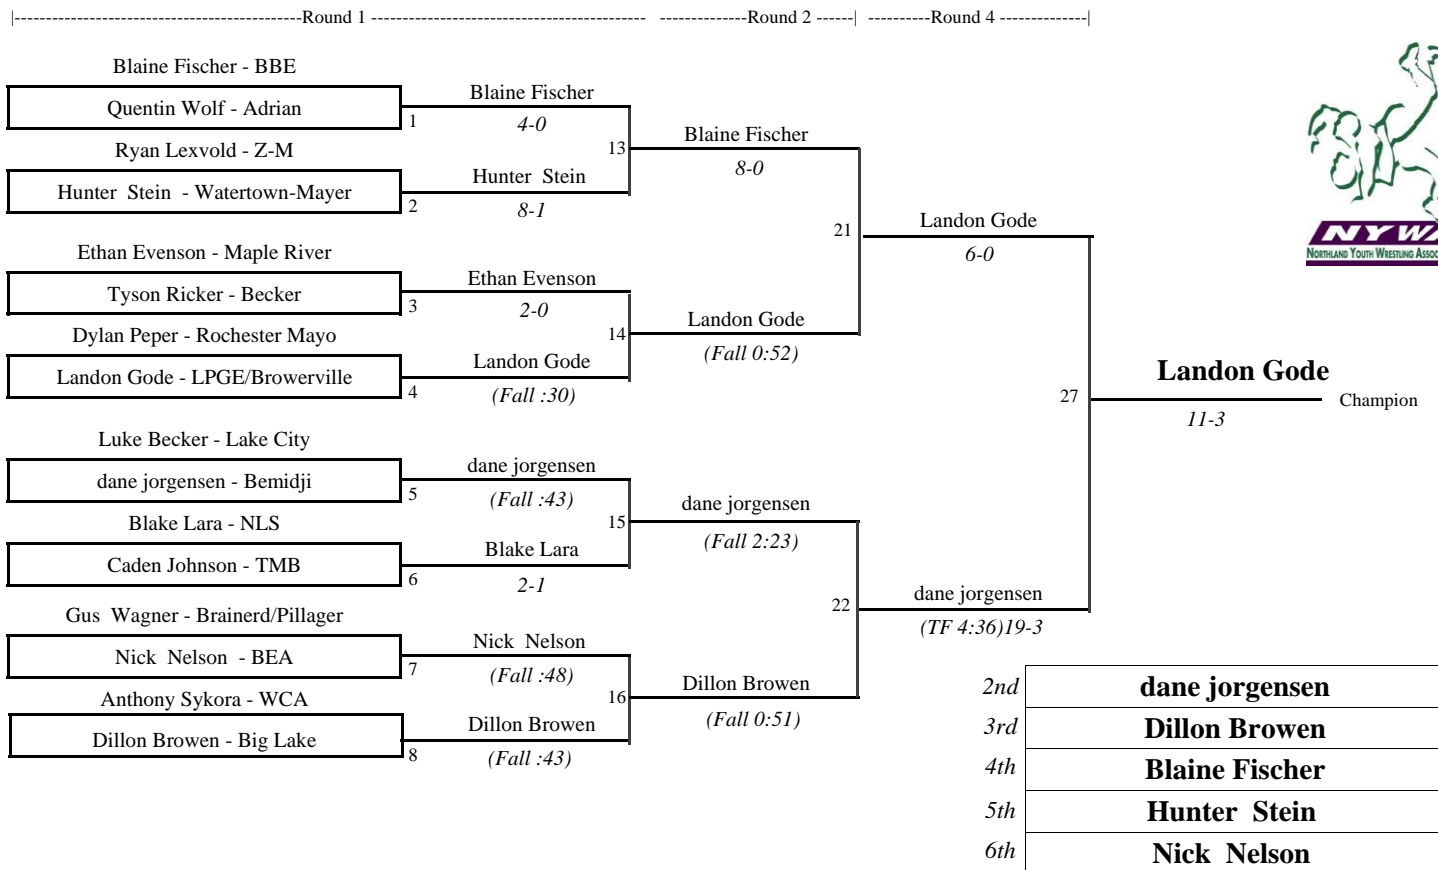 |-----------------------------------------------Round 1 --------------------------------------------- --------------Round 2 ------| ----------Round 4 --------------|
Blaine Fischer - BBE
Quentin Wolf - Adrian
1
Blaine Fischer
4-0
Ryan Lexvold - Z-M
Hunter Stein - Watertown-Mayer
2
Hunter Stein
8-1
13
Blaine Fischer
8-0
Ethan Evenson - Maple River
Tyson Ricker - Becker
3
Ethan Evenson
2-0
Dylan Peper - Rochester Mayo
Landon Gode - LPGE/Browerville
4
Landon Gode
(Fall :30)
14
Landon Gode
(Fall 0:52)
21
Landon Gode
6-0
Luke Becker - Lake City
dane jorgensen - Bemidji
5
dane jorgensen
(Fall :43)
Blake Lara - NLS
Caden Johnson - TMB
6
Blake Lara
2-1
15
dane jorgensen
(Fall 2:23)
Gus Wagner - Brainerd/Pillager
Nick Nelson - BEA
7
Nick Nelson
(Fall :48)
Anthony Sykora - WCA
Dillon Browen - Big Lake
8
Dillon Browen
(Fall :43)
16
Dillon Browen
(Fall 0:51)
22
dane jorgensen
(TF 4:36)19-3
27
Landon Gode
Champion
11-3
NYWA
NORTHLAND YOUTH WRESTLING ASSOC
2nd dane jorgensen
3rd Dillon Browen
4th Blaine Fischer
5th Hunter Stein
6th Nick Nelson